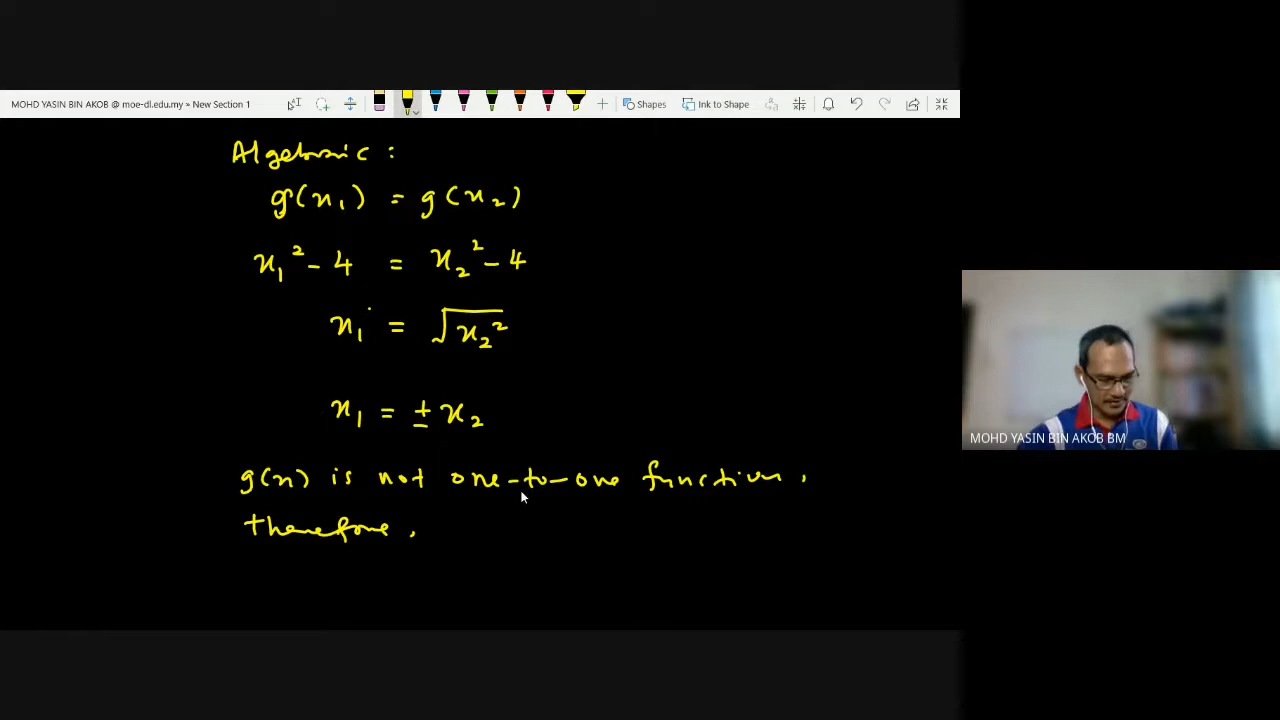 MOHD YASIN BIN AKOB @ moe-dl.edu.my » New Section 1
Shapes
Ink to Shape
Algebraic :
g(x₁) = g(x₂)
x₁² - 4 = x₂² - 4
x₁ = √x₂²
x₁ = ± x₂
g(x) is not one-to-one function,
therefore,
MOHD YASIN BIN AKOB BM